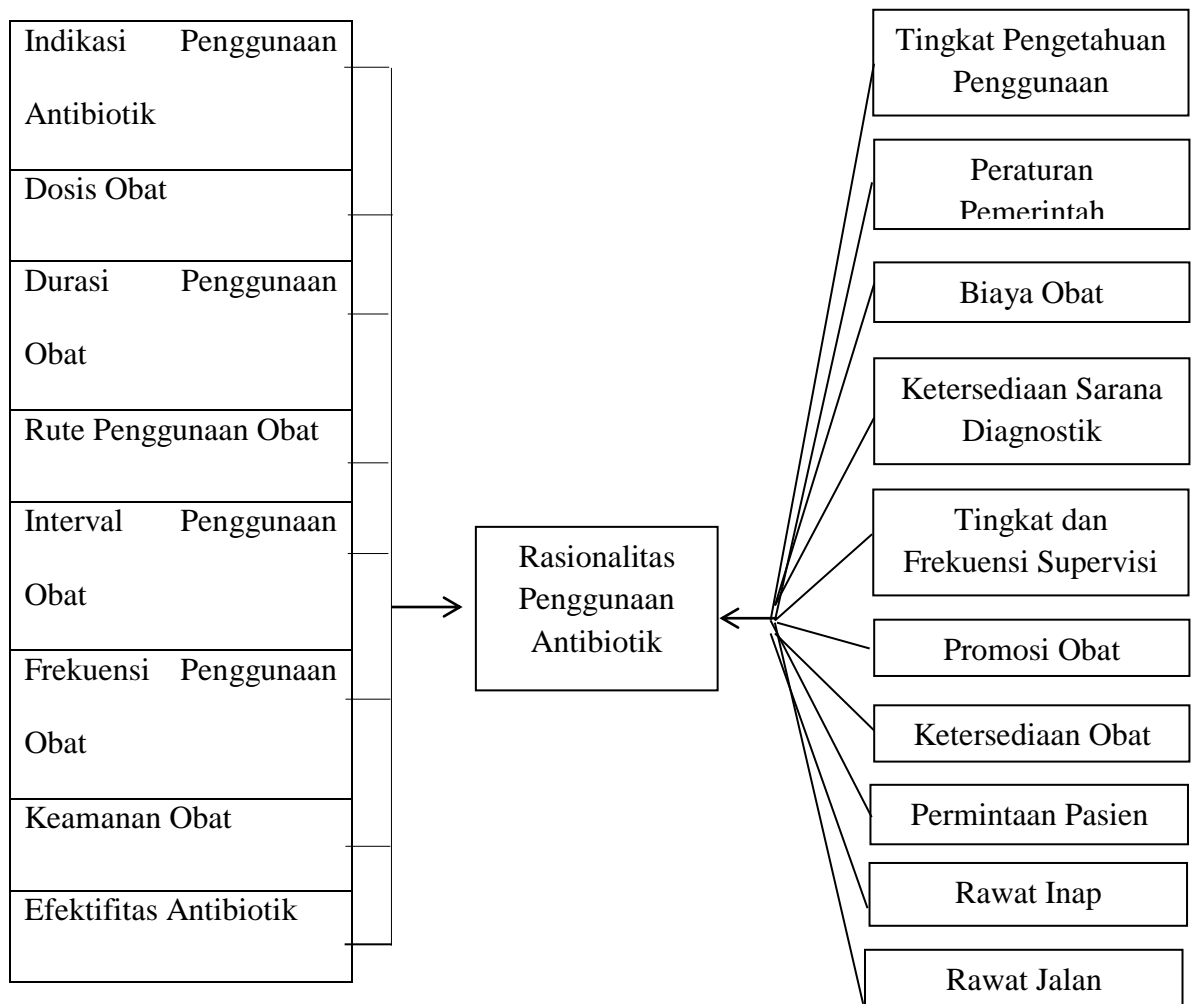 Indikasi Penggunaan
Antibiotik
Dosis Obat
Durasi Penggunaan
Obat
Rute Penggunaan Obat
Interval Penggunaan
Obat
Frekuensi Penggunaan
Obat
Keamanan Obat
Efektifitas Antibiotik
Rasionalitas
Penggunaan
Antibiotik
Tingkat Pengetahuan
Penggunaan
Peraturan
Pemerintah
Biaya Obat
Ketersediaan Sarana
Diagnostik
Tingkat dan
Frekuensi Supervisi
Promosi Obat
Ketersediaan Obat
Permintaan Pasien
Rawat Inap
Rawat Jalan